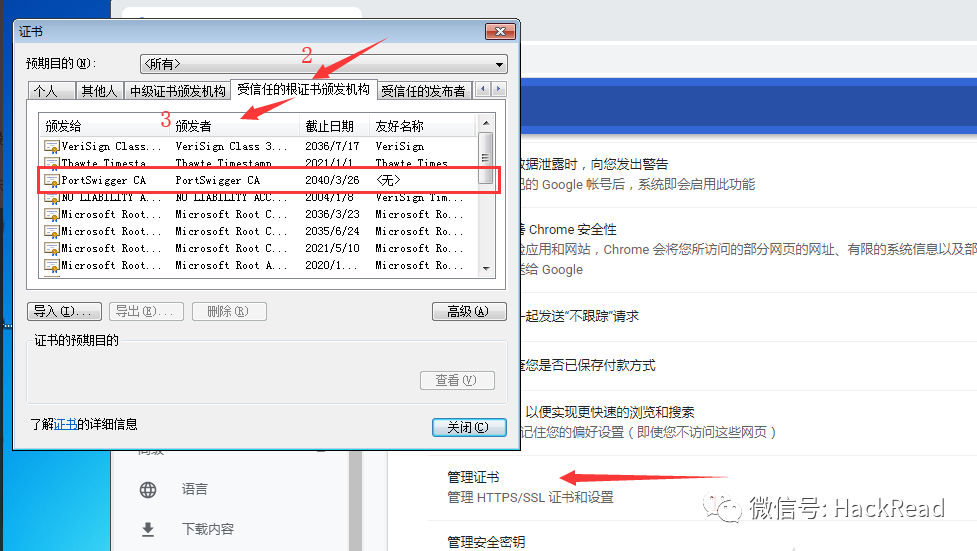 证书
预期目的(N):
<所有>
2
个人
其他人
中级证书颁发机构
受信任的根证书颁发机构
受信任的发布者
3
颁发给 颁发者 截止日期 友好名称
VeriSign Class... VeriSign Class 3... 2036/7/17 VeriSign
Thawte Timesta... Thawte Timestamp... 2021/1/1 Thawte Times...
PortSwigger CA PortSwigger CA 2040/3/26 <无>
NO LIABILITY A... NO LIABILITY ACC... 2004/1/8 VeriSign Tim...
Microsoft Root... Microsoft Root C... 2036/3/23 Microsoft Ro...
Microsoft Root... Microsoft Root C... 2035/6/24 Microsoft Ro...
Microsoft Root... Microsoft Root C... 2021/5/10 Microsoft Ro...
Microsoft Root... Microsoft Root A... 2020/1... Microsoft Ro...
导入(I)...
导出(E)...
删除(R)
高级(A)
证书的预期目的
查看(V)
了解证书的详细信息
关闭(C)
据泄露时，向您发出警告
的 Google 帐号后，系统即会启用此功能
Chrome 安全性
应用和网站，Chrome 会将您所访问的部分网页的网址、有限的系统信息以及部
给 Google
一起发送“不跟踪”请求
您是否已保存付款方式
，以便实现更快速的浏览和搜索
记住您的偏好设置（即使您不访问这些网页）
高级
语言
下载内容
管理证书
管理 HTTPS/SSL 证书和设置
管理安全密钥
微信号: HackRead